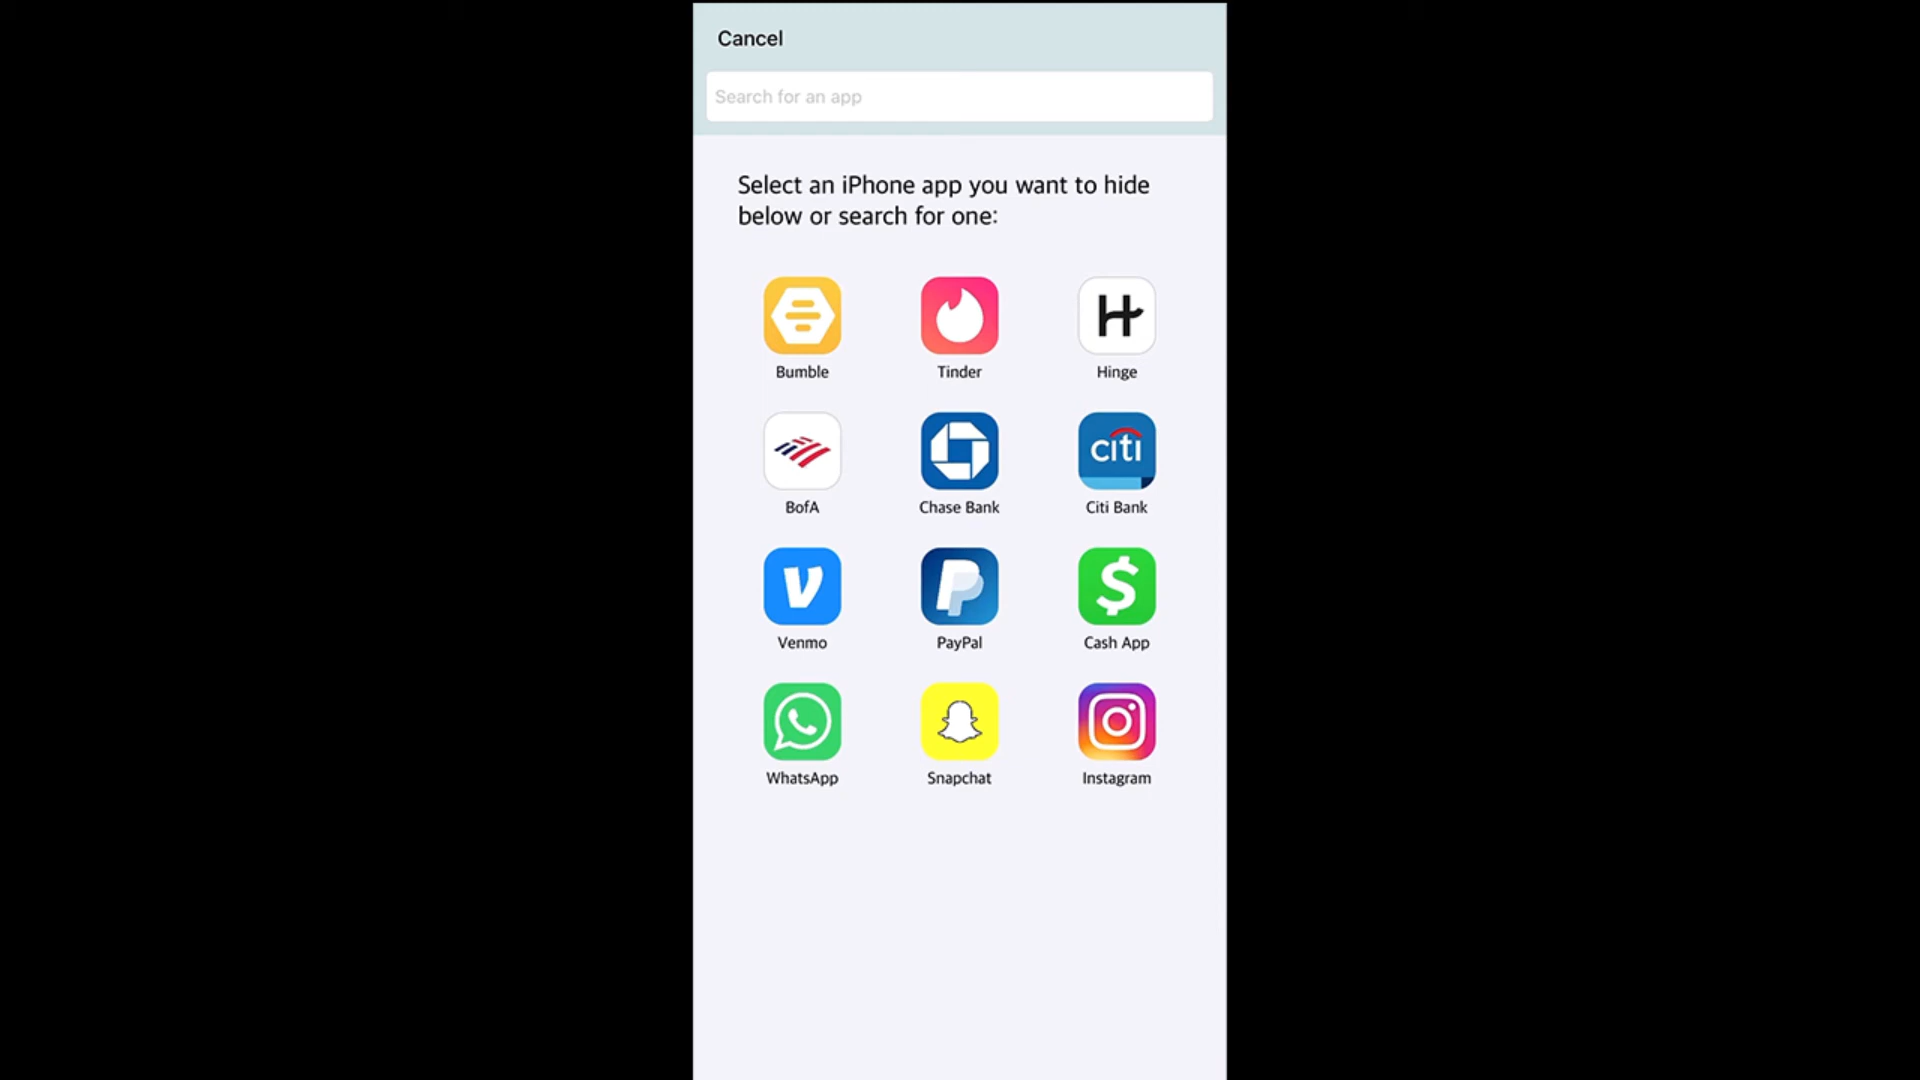 Cancel
Search for an app
Select an iPhone app you want to hide
below or search for one:
Bumble
Tinder
Hinge
citi
BofA
Chase Bank
Citi Bank
Venmo
PayPal
Cash App
WhatsApp
Snapchat
Instagram